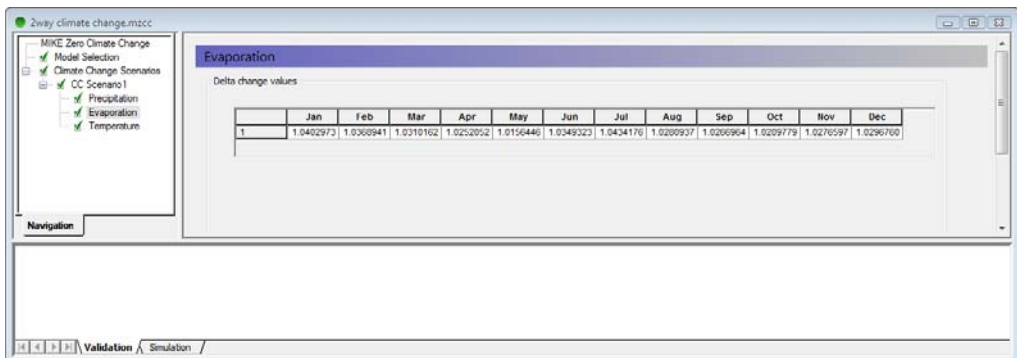 2way climate change.mzcc
MIKE Zero Climate Change
Model Selection
Climate Change Scenarios
CC Scenario1
Precipitation
Evaporation
Temperature
Navigation
Evaporation
Delta change values
Jan Feb Mar Apr May Jun Jul Aug Sep Oct Nov Dec
1 1.0402973 1.0368941 1.0310162 1.0252052 1.0156446 1.0349323 1.0434176 1.0280937 1.0266964 1.0209779 1.0276597 1.0296760
Validation Simulation